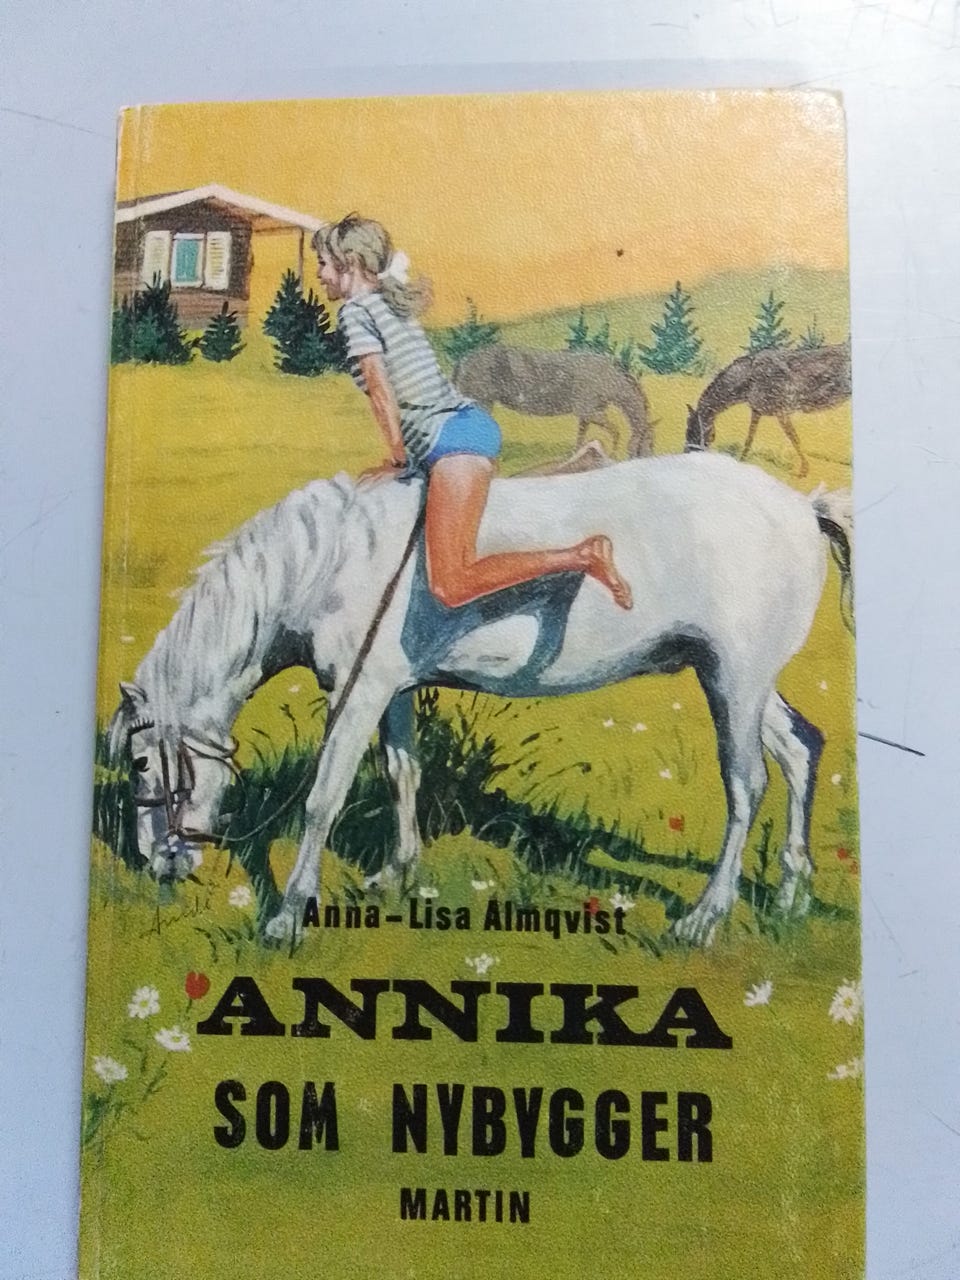 Anna-Lisa Almqvist
ANNIKA
SOM NYBYGGER
MARTIN